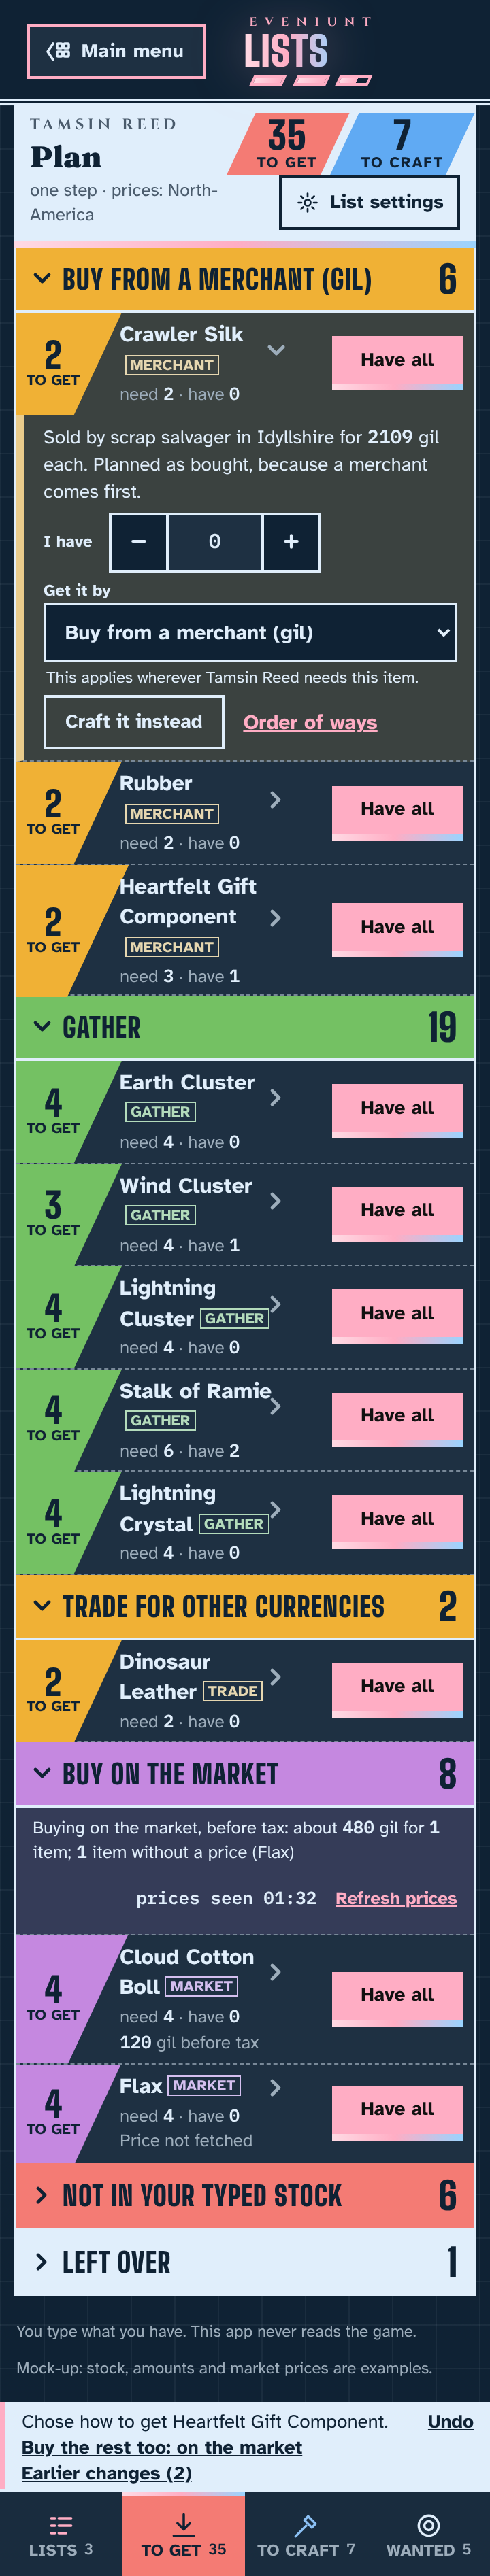 Main menu
EVENIUNT
LISTS
TAMSIN REED
Plan
one step · prices: North-
America
35
TO GET
7
TO CRAFT
List settings
BUY FROM A MERCHANT (GIL) 6
2
TO GET
Crawler Silk
MERCHANT
need 2 · have 0
Have all
Sold by scrap salvager in Idyllshire for 2109 gil
each. Planned as bought, because a merchant
comes first.
I have − 0 +
Get it by
Buy from a merchant (gil)
This applies wherever Tamsin Reed needs this item.
Craft it instead Order of ways
2
TO GET
Rubber
MERCHANT
need 2 · have 0
Have all
2
TO GET
Heartfelt Gift
Component
MERCHANT
need 3 · have 1
Have all
GATHER 19
4
TO GET
Earth Cluster
GATHER
need 4 · have 0
Have all
3
TO GET
Wind Cluster
GATHER
need 4 · have 1
Have all
4
TO GET
Lightning
Cluster GATHER
need 4 · have 0
Have all
4
TO GET
Stalk of Ramie
GATHER
need 6 · have 2
Have all
4
TO GET
Lightning
Crystal GATHER
need 4 · have 0
Have all
TRADE FOR OTHER CURRENCIES 2
2
TO GET
Dinosaur
Leather TRADE
need 2 · have 0
Have all
BUY ON THE MARKET 8
Buying on the market, before tax: about 480 gil for 1
item; 1 item without a price (Flax)
prices seen 01:32 Refresh prices
4
TO GET
Cloud Cotton
Boll MARKET
need 4 · have 0
120 gil before tax
Have all
4
TO GET
Flax MARKET
need 4 · have 0
Price not fetched
Have all
NOT IN YOUR TYPED STOCK 6
LEFT OVER 1
You type what you have. This app never reads the game.
Mock-up: stock, amounts and market prices are examples.
Chose how to get Heartfelt Gift Component. Undo
Buy the rest too: on the market
Earlier changes (2)
LISTS 3
TO GET 35
TO CRAFT 7
WANTED 5